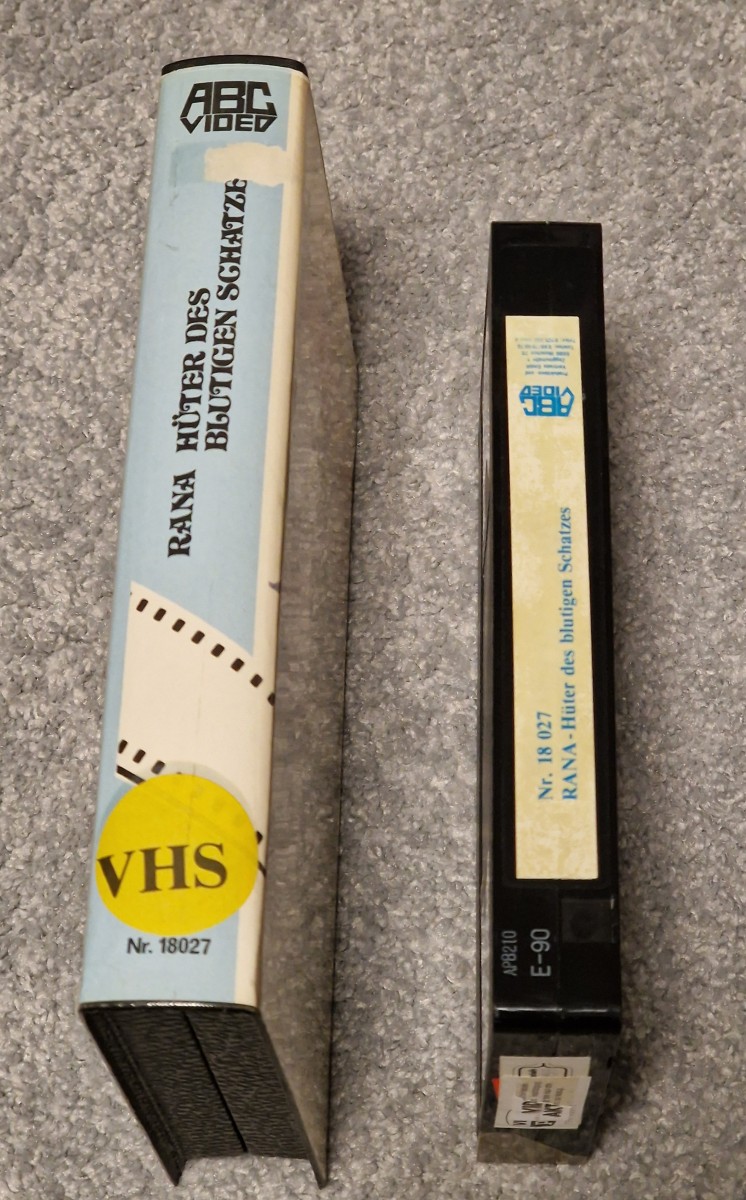 ABC
VIDEO
RANA HÜTER DES
BLUTIGEN SCHATZE
VHS
Nr. 18027
ABC
VIDEO
Nr. 18 027
RANA - Hüter des blutigen Schatzes
APB210
E-90